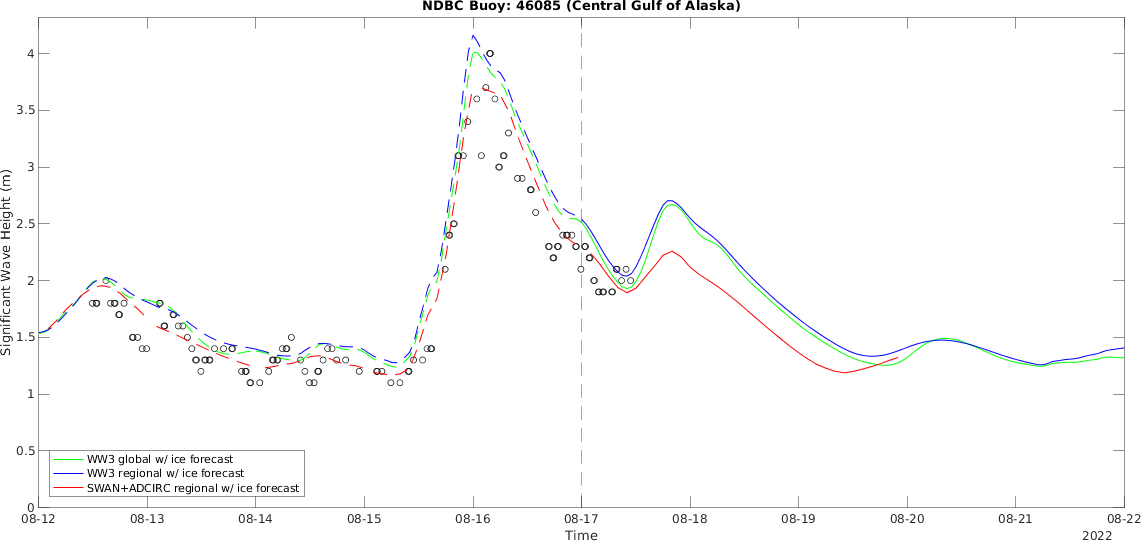 NDBC Buoy: 46085 (Central Gulf of Alaska)
4
3.5
3
2.5
2
1.5
1
0.5
0
Significant Wave Height (m)
WW3 global w/ ice forecast
WW3 regional w/ ice forecast
SWAN+ADCIRC regional w/ ice forecast
08-12 08-13 08-14 08-15 08-16 08-17 08-18 08-19 08-20 08-21 08-22
Time
2022